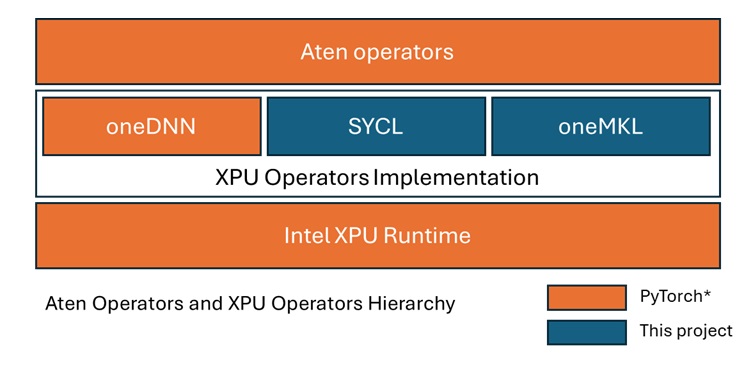 Aten operators
oneDNN
SYCL
oneMKL
XPU Operators Implementation
Intel XPU Runtime
Aten Operators and XPU Operators Hierarchy
PyTorch*
This project